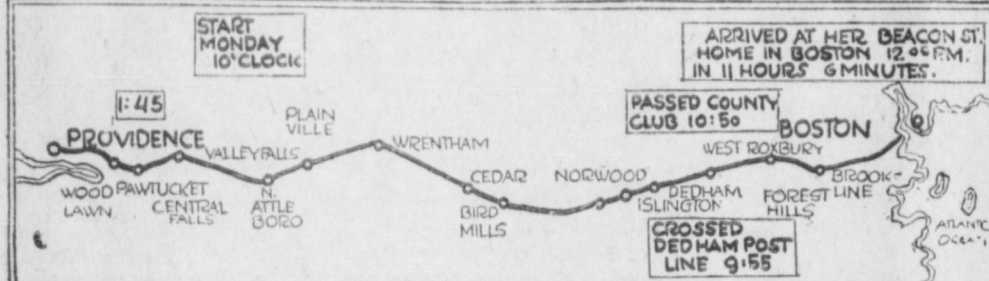 START
MONDAY
10'CLOCK
ARRIVED AT HER BEACON ST.
HOME IN BOSTON 12 06 P.M.
IN 11 HOURS 6 MINUTES.
1:45
PROVIDENCE
WOOD
LAWN
PAWTUCKET
CENTRAL
FALLS
VALLEY FALLS
N.
ATTLE
BORO
PLAIN
VILLE
WRENTHAM
CEDAR
BIRD
MILLS
NORWOOD
ISLINGTON
DEDHAM
CROSSED
DEDHAM POST
LINE 9:55
PASSED COUNTY
CLUB 10:50
WEST ROXBURY
FOREST
HILLS
BROOK-
LINE
BOSTON
ATLANTIC
OCEAN